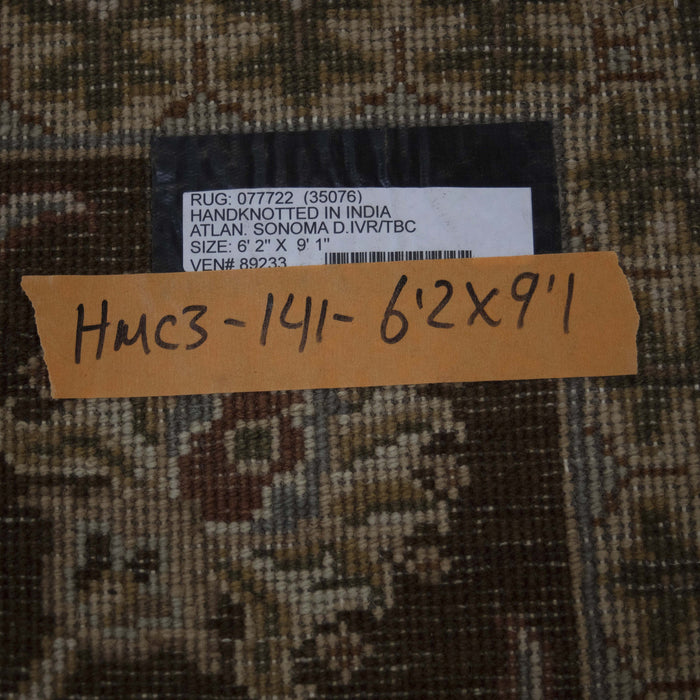 RUG: 077722 (35076)
HANDKNOTTED IN INDIA
ATLAN. SONOMA D.IVR/TBC
SIZE: 6' 2" X 9' 1"
VEN# 89233
HMC3-141- 6'2X9'1